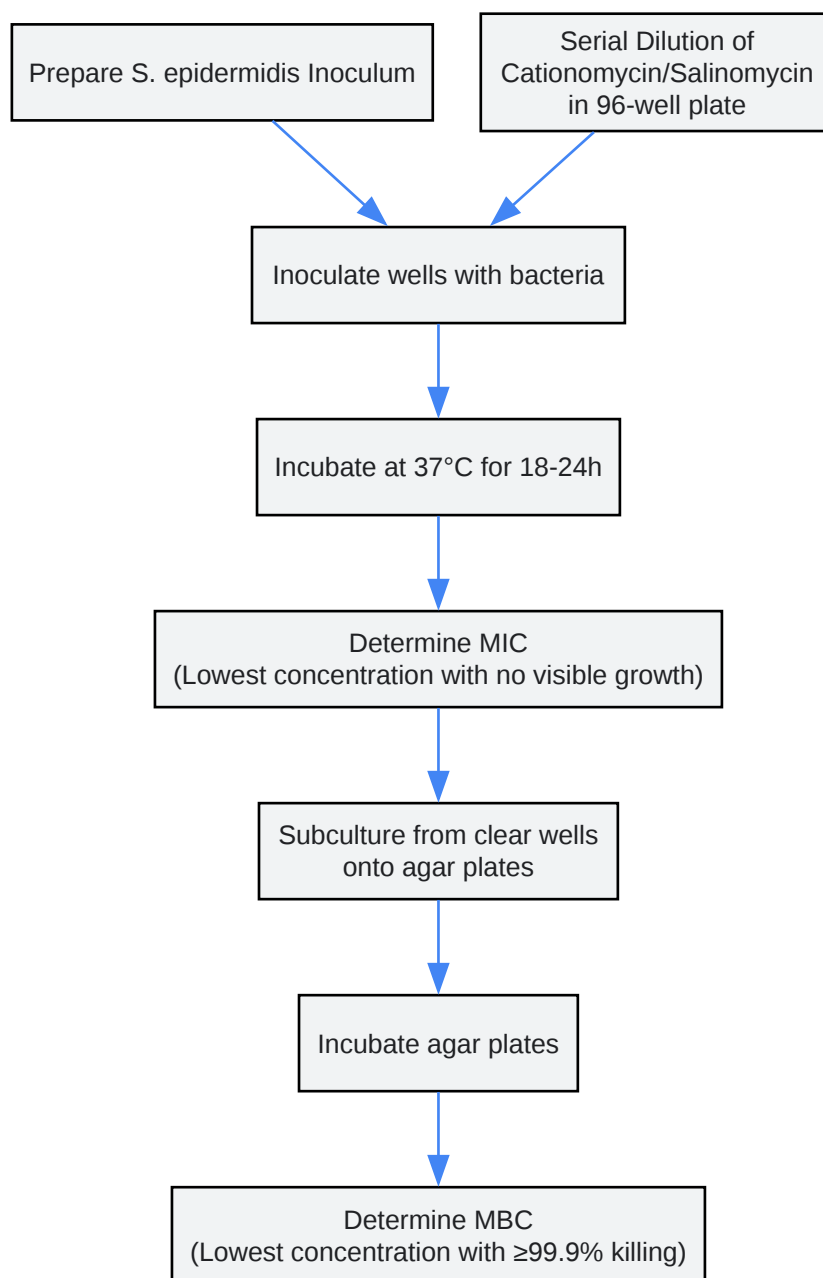 Prepare S. epidermidis Inoculum
Serial Dilution of
Cationomycin/Salinomycin
in 96-well plate
Inoculate wells with bacteria
Incubate at 37°C for 18-24h
Determine MIC
(Lowest concentration with no visible growth)
Subculture from clear wells
onto agar plates
Incubate agar plates
Determine MBC
(Lowest concentration with ≥99.9% killing)